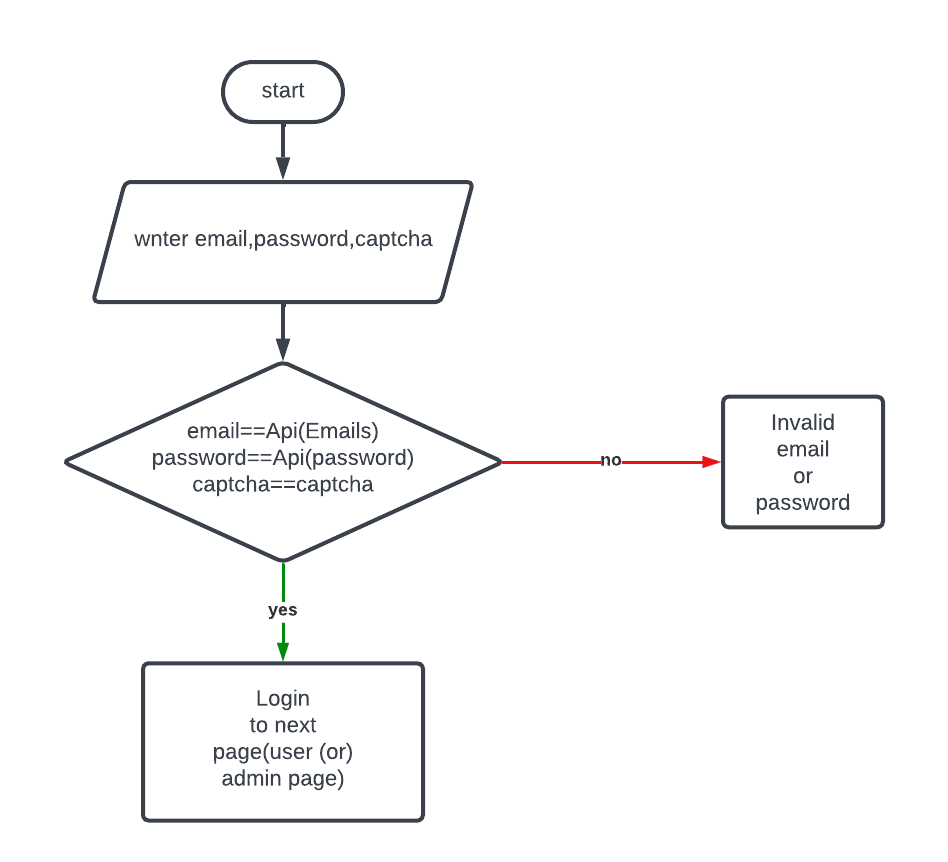 start
wnter email,password,captcha
email==Api(Emails)
password==Api(password)
captcha==captcha
no
Invalid
email
or
password
yes
Login
to next
page(user (or)
admin page)